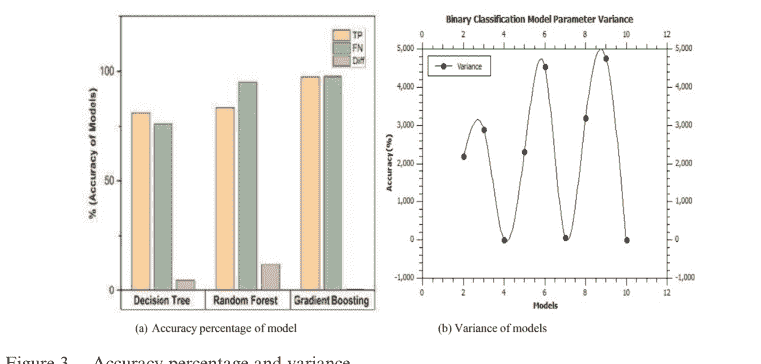 TP
FN
Diff
100
50
0
% (Accuracy of Models)
Decision Tree Random Forest Gradient Boosting
(a) Accuracy percentage of model
Binary Classification Model Parameter Variance
0 2 4 6 8 10 12
5,000 5,000
Variance
4,000 4,000
3,000 3,000
2,000 2,000
1,000 1,000
0 0
-1,000 -1,000
Accuracy(%)
0 2 4 6 8 10 12
Models
(b) Variance of models
Figure 3 Accuracy percentage and variance